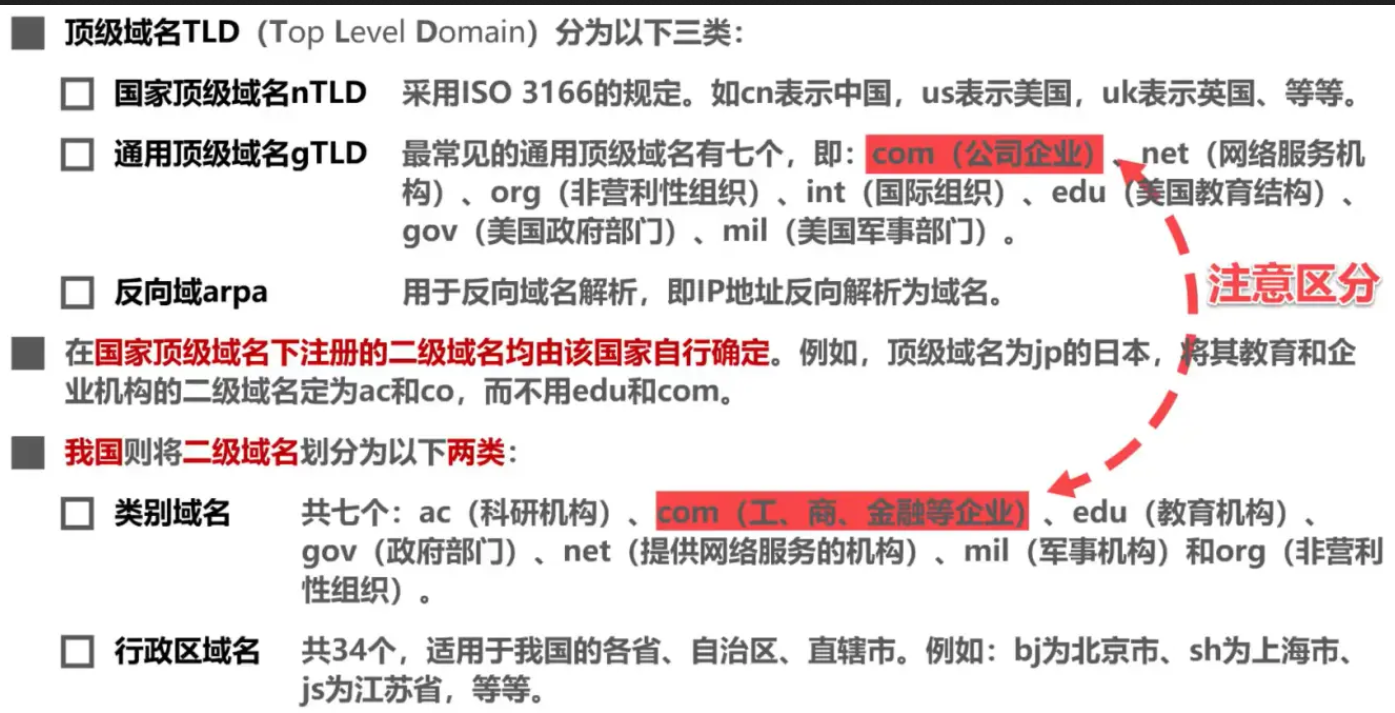 顶级域名TLD（Top Level Domain）分为以下三类：
国家顶级域名nTLD 采用ISO 3166的规定。如cn表示中国，us表示美国，uk表示英国、等等。
通用顶级域名gTLD 最常见的通用顶级域名有七个，即：com（公司企业）、net（网络服务机
构）、org（非营利性组织）、int（国际组织）、edu（美国教育结构）、
gov（美国政府部门）、mil（美国军事部门）。
注意区分
反向域arpa 用于反向域名解析，即IP地址反向解析为域名。
在国家顶级域名下注册的二级域名均由该国家自行确定。例如，顶级域名为jp的日本，将其教育和企
业机构的二级域名定为ac和co，而不用edu和com。
我国则将二级域名划分为以下两类：
类别域名 共七个：ac（科研机构）、com（工、商、金融等企业）、edu（教育机构）、
gov（政府部门）、net（提供网络服务的机构）、mil（军事机构）和org（非营利
性组织）。
行政区域名 共34个，适用于我国的各省、自治区、直辖市。例如：bj为北京市、sh为上海市、
js为江苏省，等等。